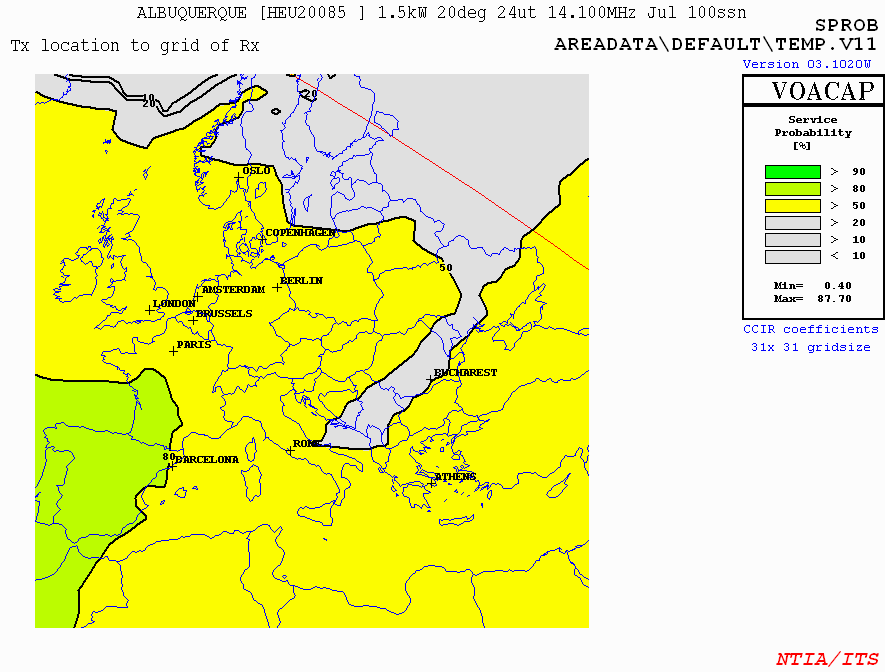 ALBUQUERQUE [HEU20085 ] 1.5kW 20deg 24ut 14.100MHz Jul 100ssn
SPROB
Tx location to grid of Rx
AREADATA\DEFAULT\TEMP.V11
Version 03.1020W
VOACAP
Service
Probability
[%]
> 90
> 80
> 50
> 20
> 10
< 10
Min= 0.40
Max= 87.70
CCIR coefficients
31x 31 gridsize
20
20
20
OSLO
COPENHAGEN
50
BERLIN
AMSTERDAM
LONDON
BRUSSELS
PARIS
BUCHAREST
ROME
80
BARCELONA
ATHENS
NTIA/ITS